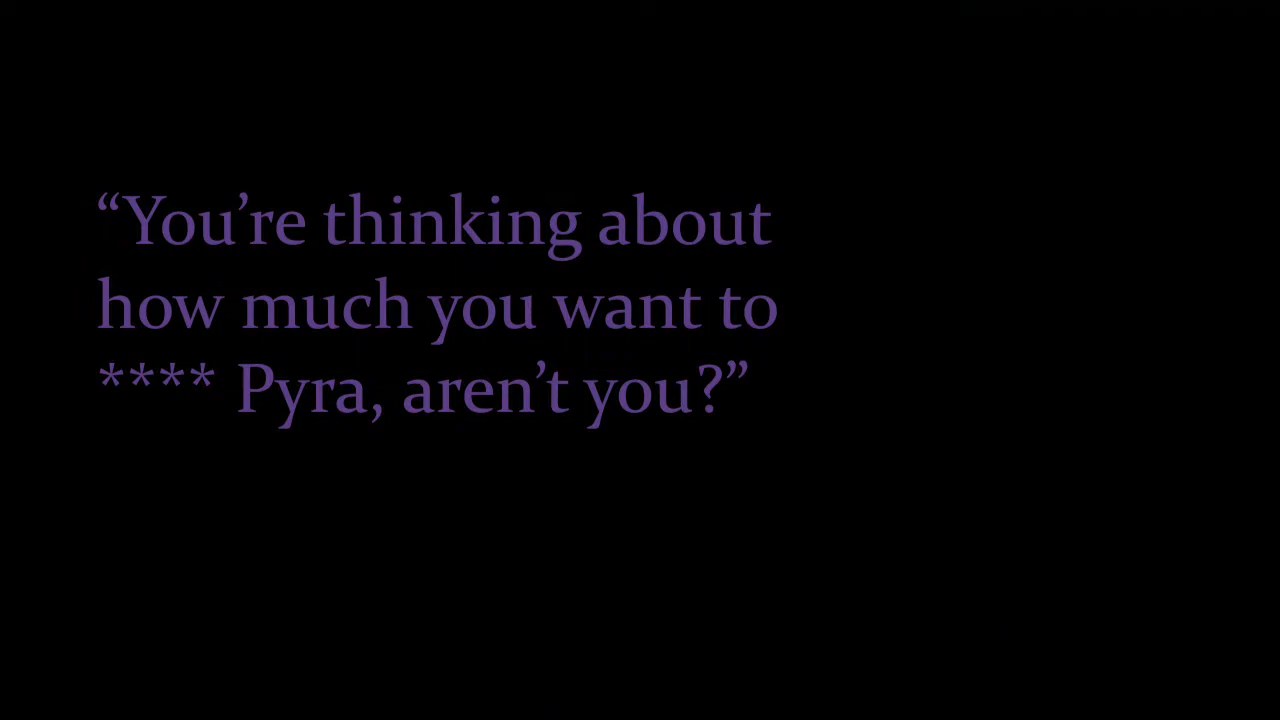 “You’re thinking about
how much you want to
**** Pyra, aren’t you?”